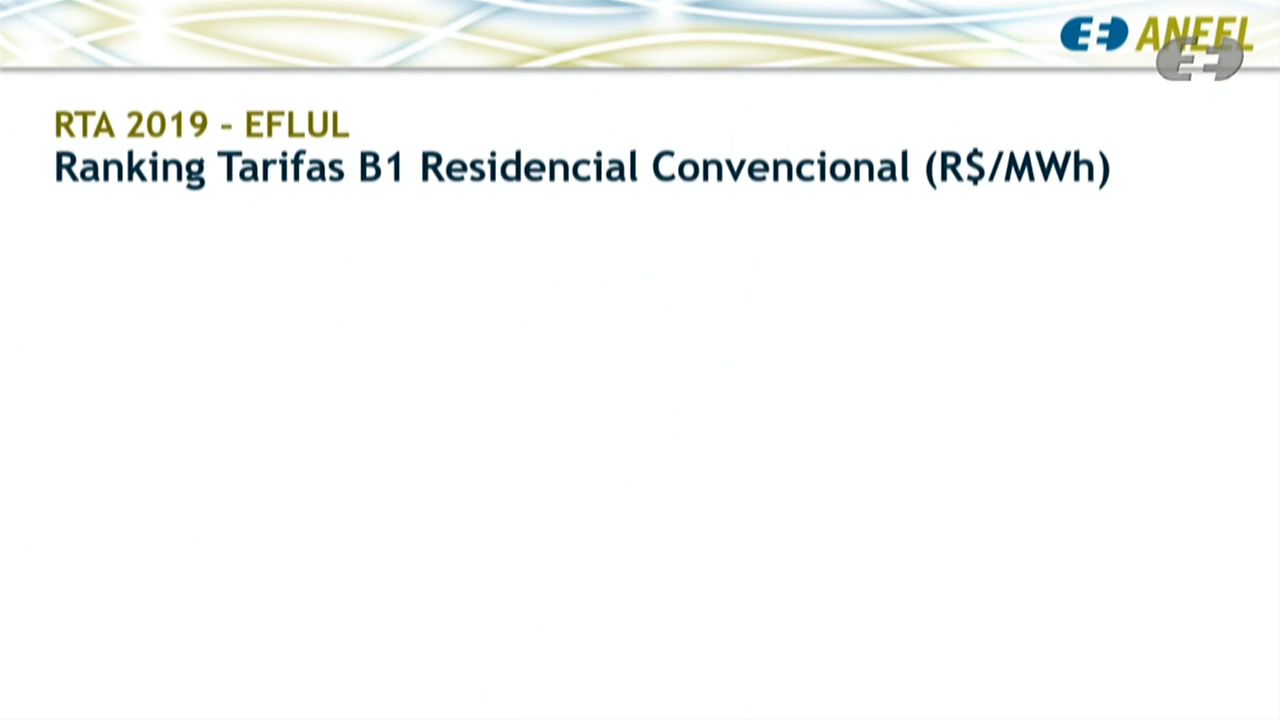 ANEEL
RTA 2019 – EFLUL
Ranking Tarifas B1 Residencial Convencional (R$/MWh)